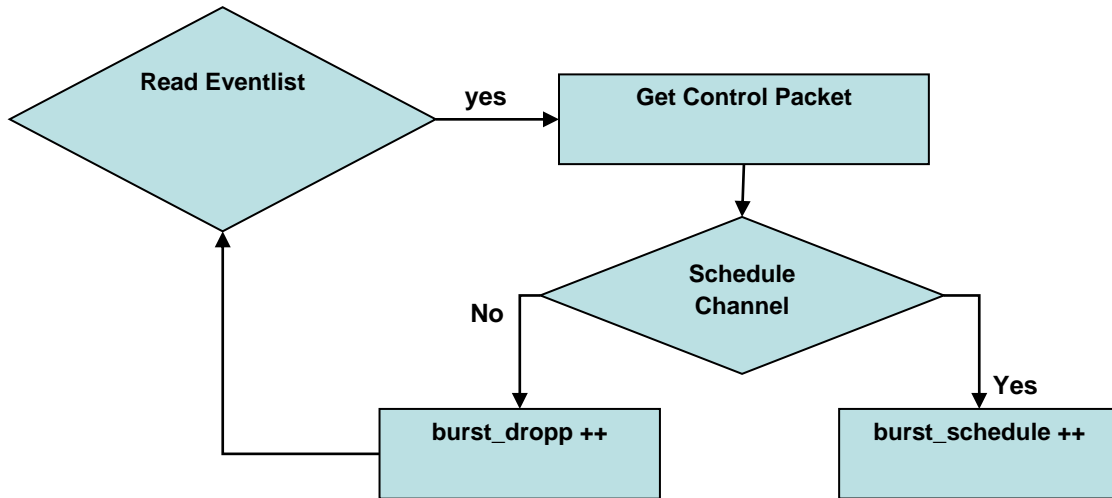 Read Eventlist
yes
Get Control Packet
Schedule
Channel
No
Yes
burst_dropp ++
burst_schedule ++